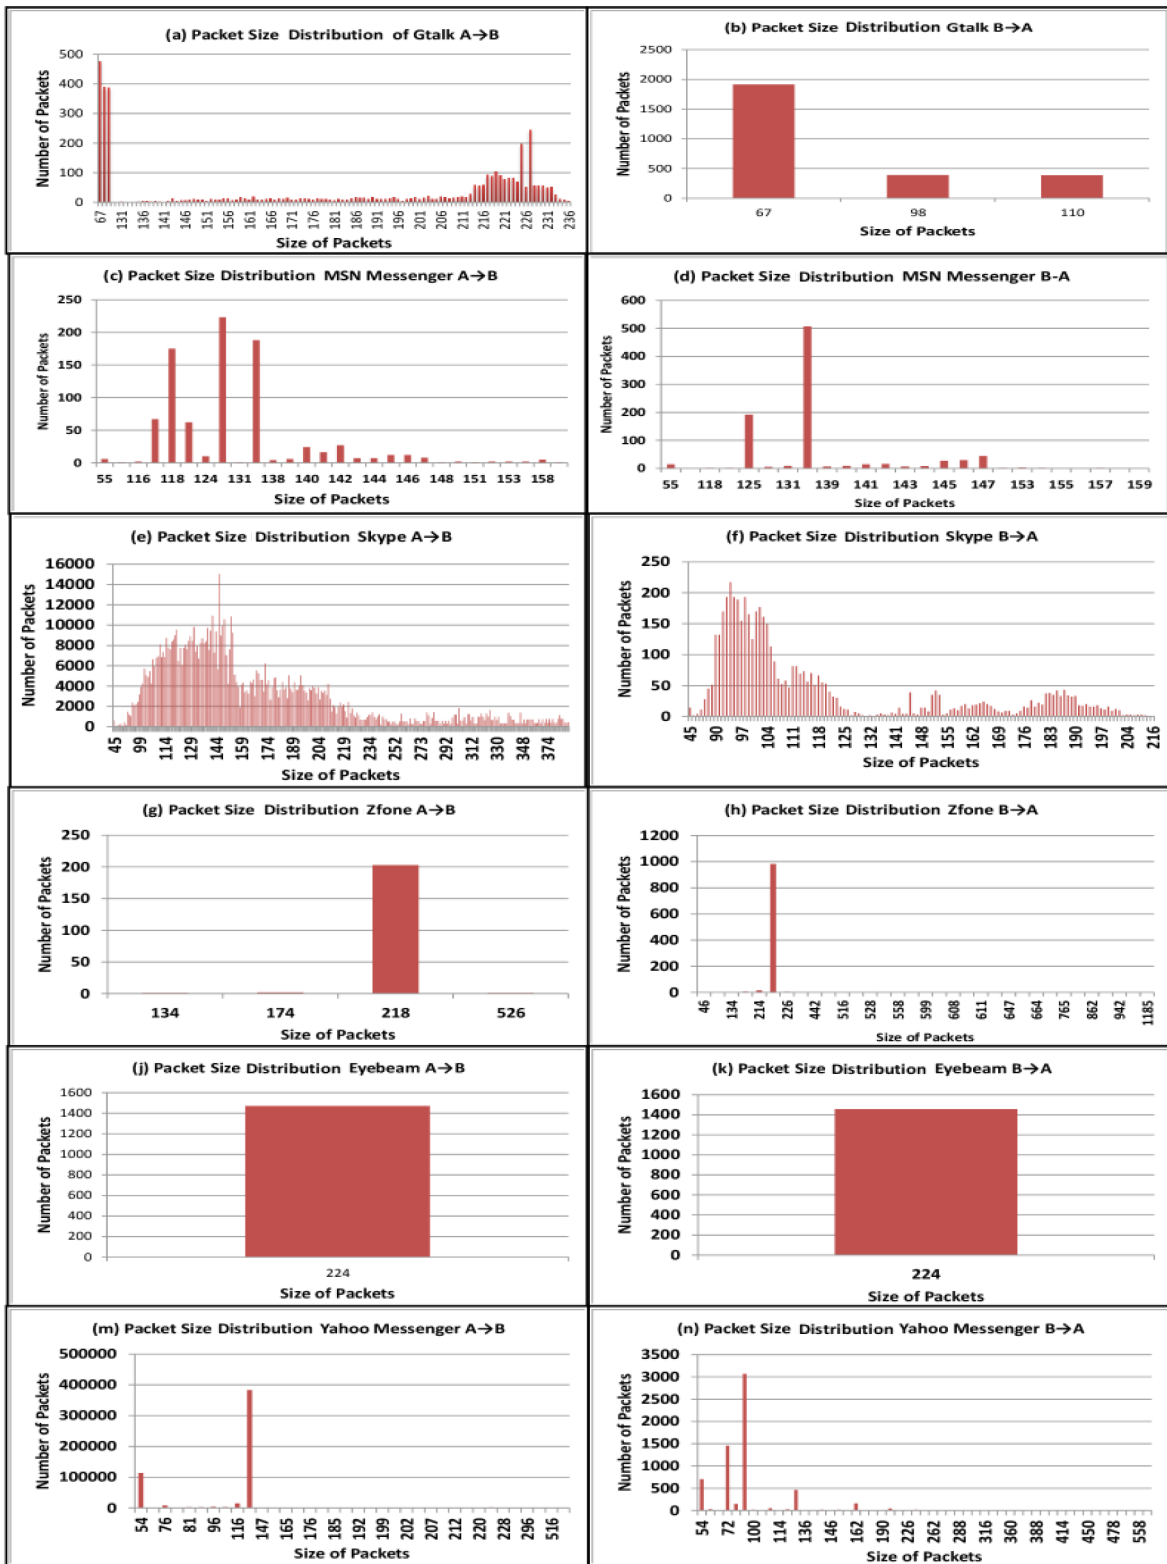 (a) Packet Size Distribution of Gtalk A→B
Number of Packets
500
400
300
200
100
0
67 131 136 141 146 151 156 161 166 171 176 181 186 191 196 201 206 211 216 221 226 231 236
Size of Packets
(b) Packet Size Distribution Gtalk B→A
Number of Packets
2500
2000
1500
1000
500
0
67 98 110
Size of Packets
(c) Packet Size Distribution MSN Messenger A→B
Number of Packets
250
200
150
100
50
0
55 116 118 124 131 138 140 142 144 146 148 151 153 158
Size of Packets
(d) Packet Size Distribution MSN Messenger B-A
Number of Packets
600
500
400
300
200
100
0
55 118 125 131 139 141 143 145 147 153 155 157 159
Size of Packets
(e) Packet Size Distribution Skype A→B
Number of Packets
16000
14000
12000
10000
8000
6000
4000
2000
0
45 99 114 129 144 159 174 189 204 219 234 252 273 292 312 330 348 374
Size of Packets
(f) Packet Size Distribution Skype B→A
Number of Packets
250
200
150
100
50
0
45 90 97 104 111 118 125 132 141 148 155 162 169 176 183 190 197 204 216
Size of Packets
(g) Packet Size Distribution Zfone A→B
Number of Packets
250
200
150
100
50
0
134 174 218 526
Size of Packets
(h) Packet Size Distribution Zfone B→A
Number of Packets
1200
1000
800
600
400
200
0
46 134 214 226 442 516 528 558 599 608 611 647 664 765 862 942 1185
Size of Packets
(j) Packet Size Distribution Eyebeam A→B
Number of Packets
1600
1400
1200
1000
800
600
400
200
0
224
Size of Packets
(k) Packet Size Distribution Eyebeam B→A
Number of Packets
1600
1400
1200
1000
800
600
400
200
0
224
Size of Packets
(m) Packet Size Distribution Yahoo Messenger A→B
Number of Packets
500000
400000
300000
200000
100000
0
54 76 81 96 116 147 165 176 185 198 202 207 212 220 228 296 516
Size of Packets
(n) Packet Size Distribution Yahoo Messenger B→A
Number of Packets
3500
3000
2500
2000
1500
1000
500
0
54 72 100 114 136 146 162 190 226 262 288 316 360 388 414 450 478 558
Size of Packets